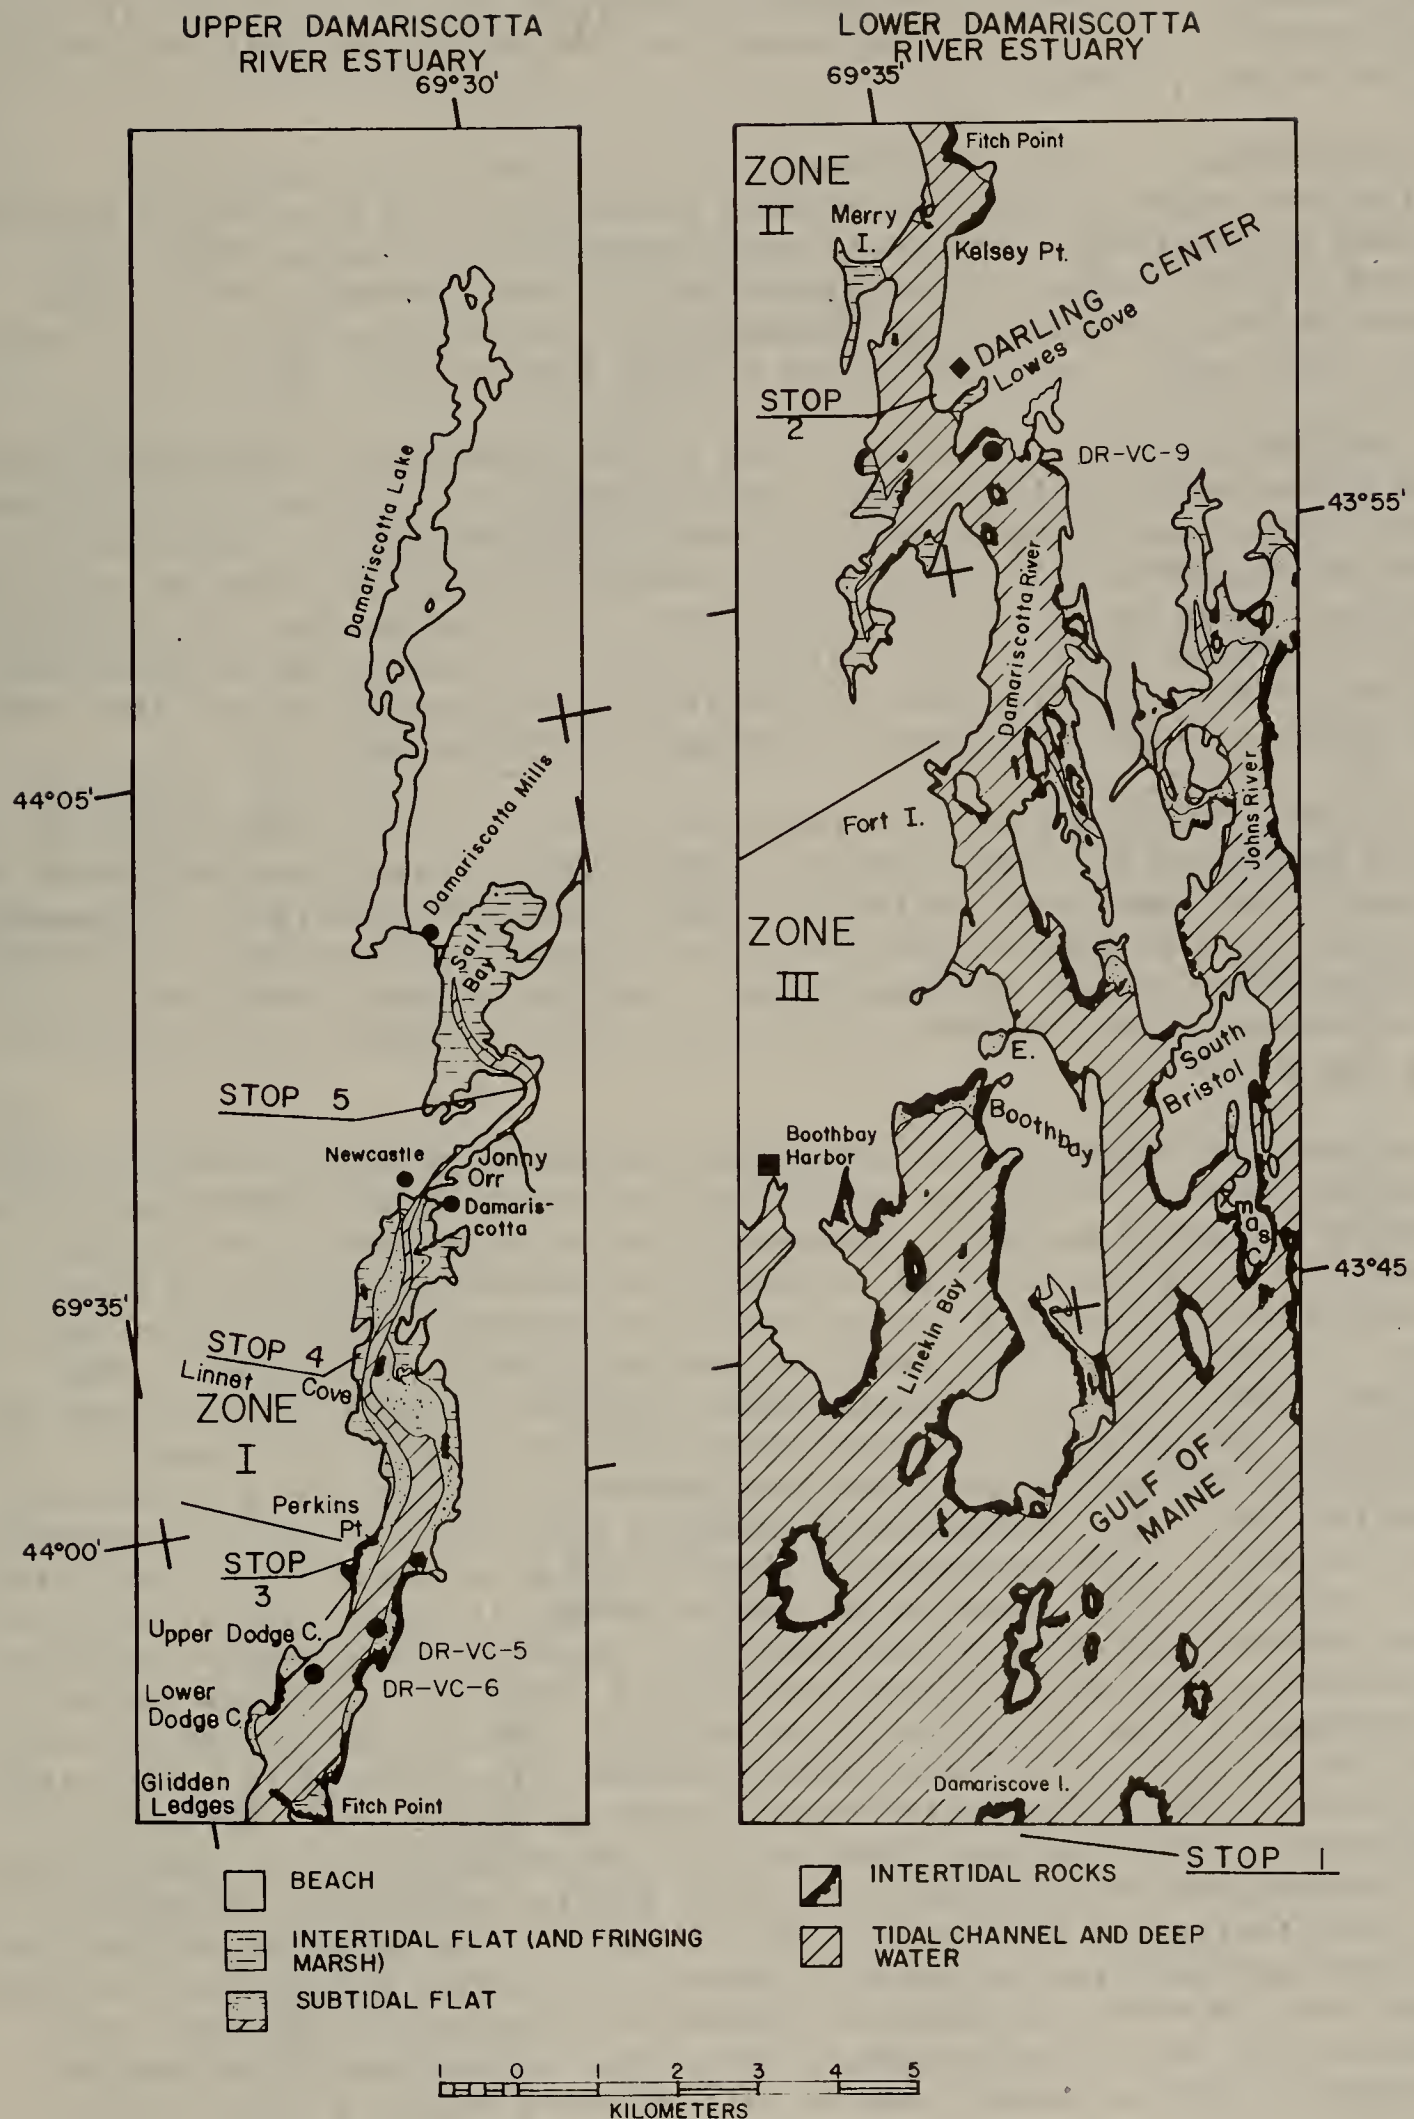 UPPER DAMARISCOTTA
RIVER ESTUARY
69°30'
Damariscotta Lake
44°05'
Damariscotta Mills
Salt
Bay
STOP 5
Newcastle
Jonny
Orr
Damaris-
cotta
69°35'
STOP 4
Linnet
Cove
ZONE
I
Perkins
Pt.
44°00'
STOP
3
Upper Dodge C.
DR-VC-5
DR-VC-6
Lower
Dodge C.
Glidden
Ledges
Fitch Point
LOWER DAMARISCOTTA
RIVER ESTUARY
69°35'
Fitch Point
ZONE
II
Merry
I.
Kelsey Pt.
DARLING CENTER
Lowes Cove
STOP
2
DR-VC-9
43°55'
Damariscotta River
Johns River
Fort I.
ZONE
III
E.
Boothbay
South
Bristol
Boothbay
Harbor
Xmas
C.
43°45
Linekin Bay
GULF OF
MAINE
Damariscove I.
STOP 1
BEACH
INTERTIDAL FLAT (AND FRINGING
MARSH)
SUBTIDAL FLAT
INTERTIDAL ROCKS
TIDAL CHANNEL AND DEEP
WATER
1 0 1 2 3 4 5
KILOMETERS